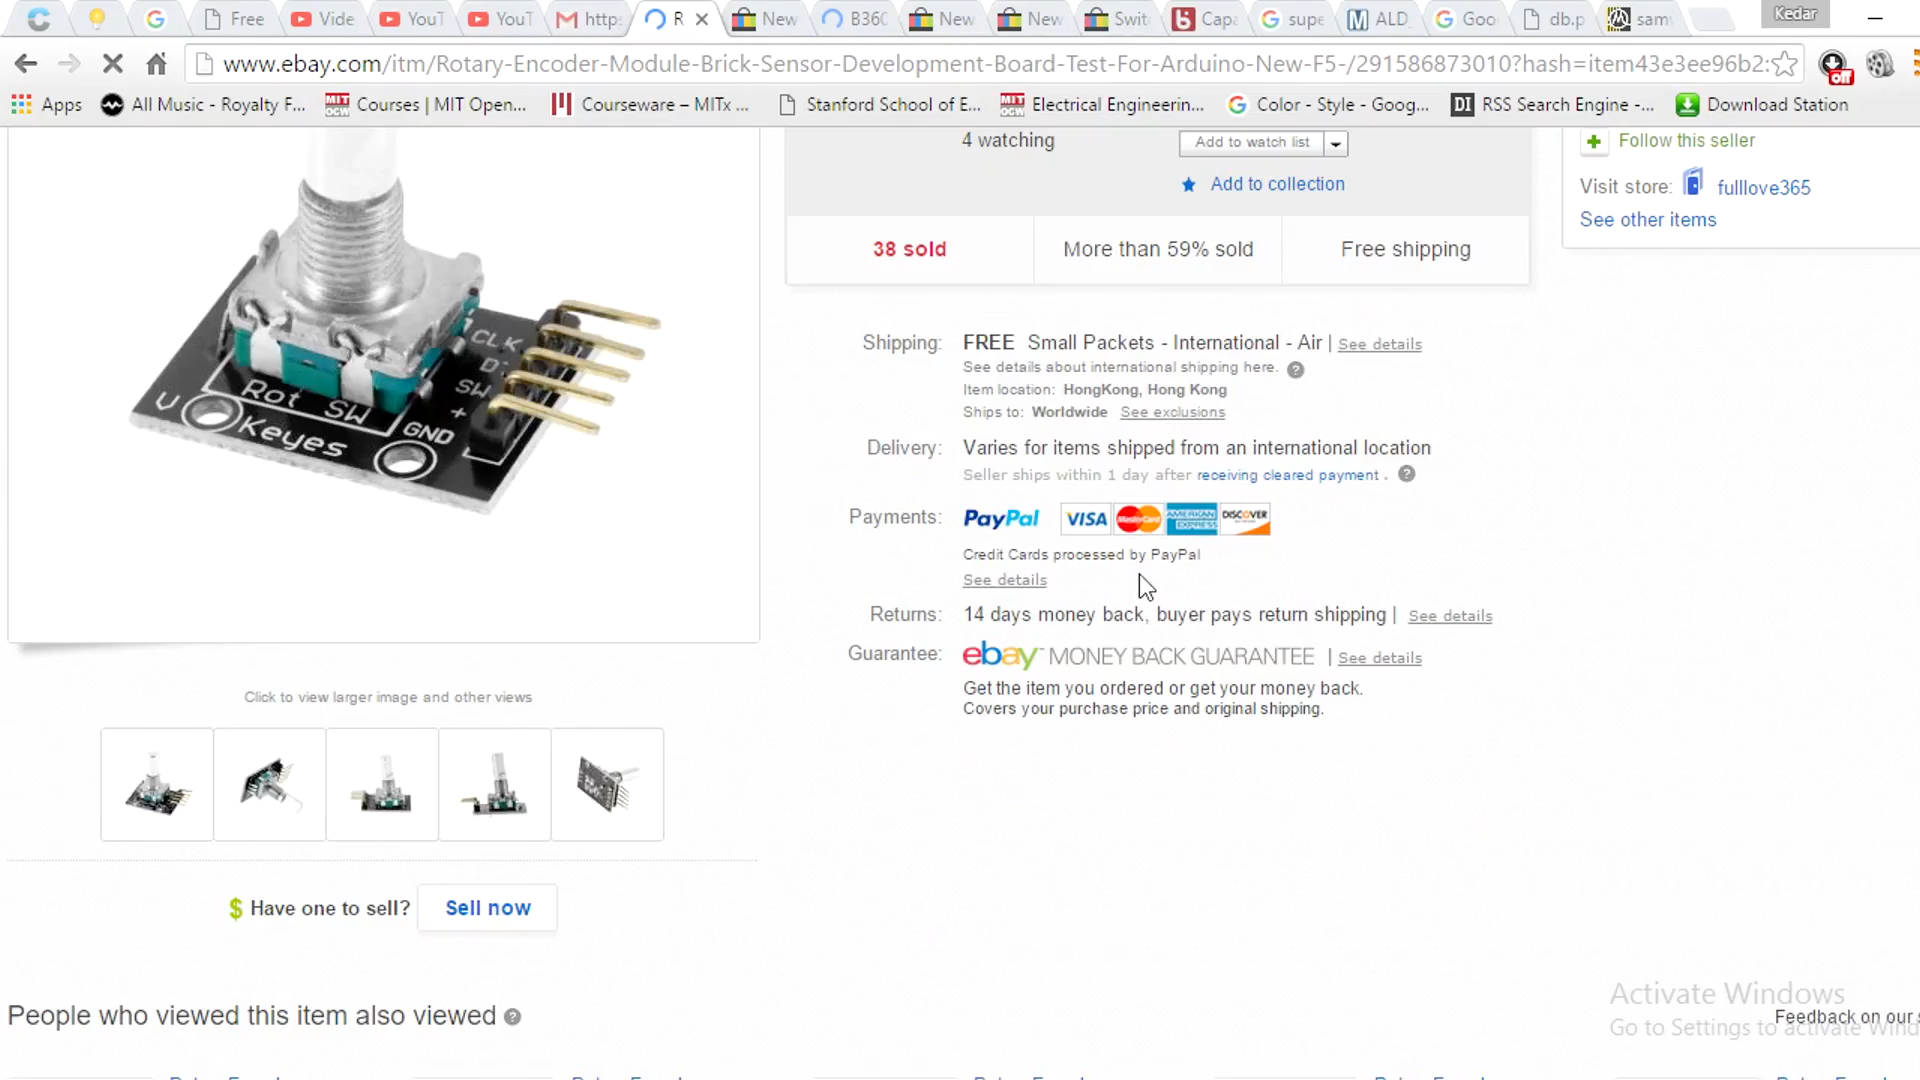 Free
Vide
YouT
YouT
http
R
New
B360
New
New
Swit
Capa
supe
ALD
Goo
db.p
sam
Kedar
www.ebay.com/itm/Rotary-Encoder-Module-Brick-Sensor-Development-Board-Test-For-Arduino-New-F5-/291586873010?hash=item43e3ee96b2:
off
Apps
All Music - Royalty F...
Courses | MIT Open...
Courseware – MITx ...
Stanford School of E...
Electrical Engineerin...
Color - Style - Goog...
RSS Search Engine -...
Download Station
4 watching
Add to watch list
Add to collection
Follow this seller
Visit store: fulllove365
See other items
38 sold
More than 59% sold
Free shipping
CLK
SW
+
GND
Rot SW
Keyes
Shipping: FREE Small Packets - International - Air | See details
See details about international shipping here.
Item location: HongKong, Hong Kong
Ships to: Worldwide See exclusions
Delivery: Varies for items shipped from an international location
Seller ships within 1 day after receiving cleared payment .
Payments: PayPal VISA MasterCard AMERICAN EXPRESS DISCOVER
Credit Cards processed by PayPal
See details
Returns: 14 days money back, buyer pays return shipping | See details
Guarantee: ebay MONEY BACK GUARANTEE | See details
Get the item you ordered or get your money back.
Covers your purchase price and original shipping.
Click to view larger image and other views
$ Have one to sell? Sell now
People who viewed this item also viewed
Activate Windows
Feedback on our s
Go to Settings to activate Wind